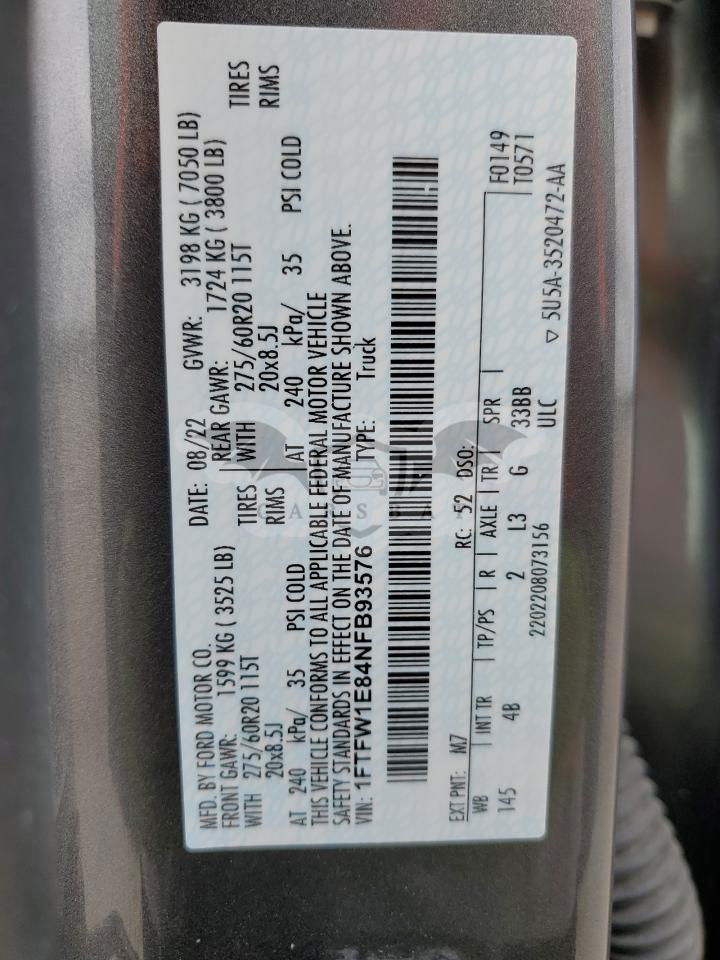 MFD. BY FORD MOTOR CO. DATE: 08/22 GVWR: 3198 KG ( 7050 LB)
FRONT GAWR: 1599 KG ( 3525 LB) REAR GAWR: 1724 KG ( 3800 LB)
WITH 275/60R20 115T TIRES WITH 275/60R20 115T TIRES
20x8.5J RIMS 20x8.5J RIMS
AT 240 kPa/ 35 PSI COLD AT 240 kPa/ 35 PSI COLD
THIS VEHICLE CONFORMS TO ALL APPLICABLE FEDERAL MOTOR VEHICLE
SAFETY STANDARDS IN EFFECT ON THE DATE OF MANUFACTURE SHOWN ABOVE.
VIN: 1FTFW1E84NFB93576 TYPE: Truck
EXT PNT: M7 RC: 52 DSO:
WB INT TR TP/PS R AXLE TR SPR F0149
145 4B 2 L3 G 33BB T0571
2202208073156 ULC
▽ 5U5A-3520472-AA